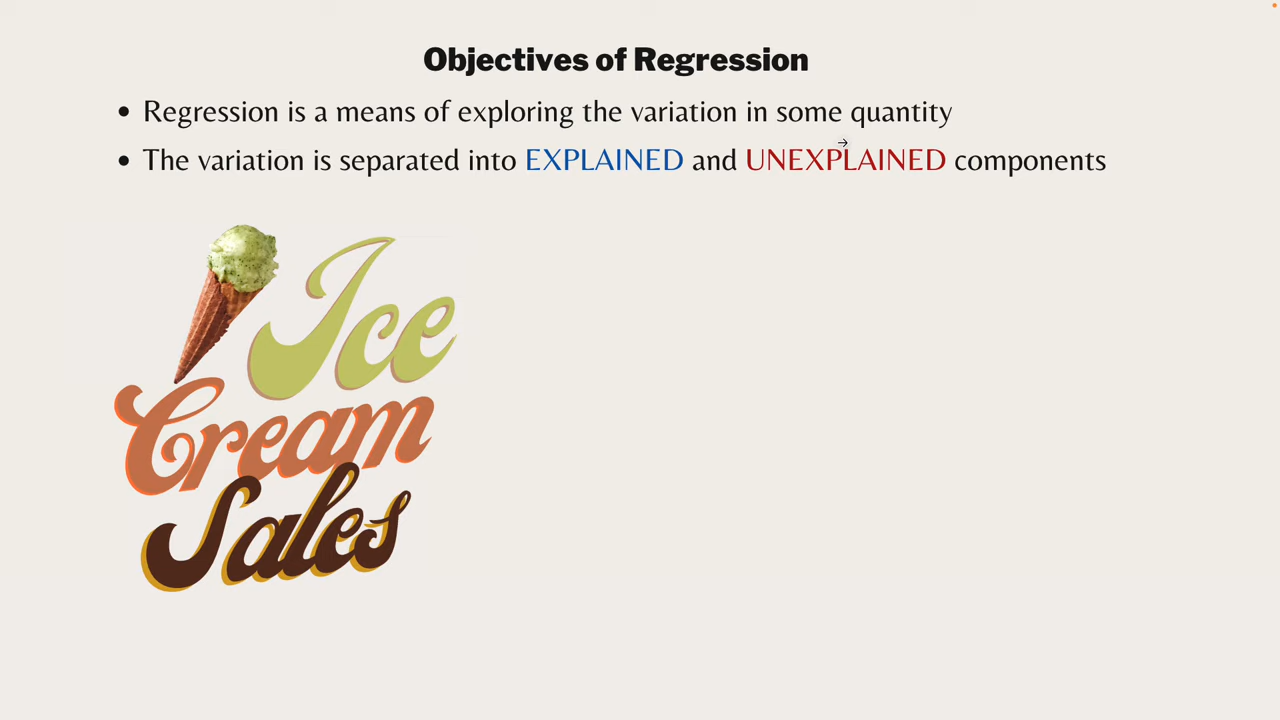 Objectives of Regression
• Regression is a means of exploring the variation in some quantity
• The variation is separated into EXPLAINED and UNEXPLAINED components
Ice
Cream
Sales